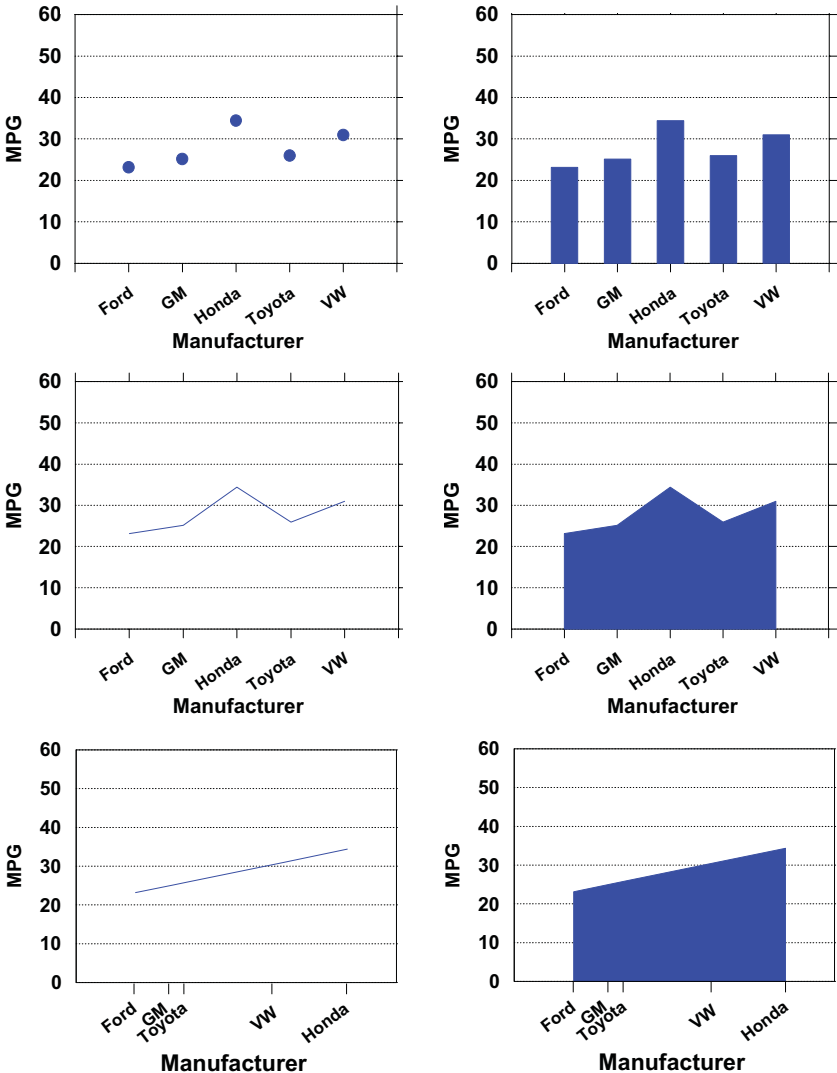 60
50
40
30
20
10
0
MPG
Ford
GM
Honda
Toyota
VW
Manufacturer
60
50
40
30
20
10
0
MPG
Ford
GM
Honda
Toyota
VW
Manufacturer
60
50
40
30
20
10
0
MPG
Ford
GM
Honda
Toyota
VW
Manufacturer
60
50
40
30
20
10
0
MPG
Ford
GM
Honda
Toyota
VW
Manufacturer
60
50
40
30
20
10
0
MPG
Ford
GM
Toyota
VW
Honda
Manufacturer
60
50
40
30
20
10
0
MPG
Ford
GM
Toyota
VW
Honda
Manufacturer